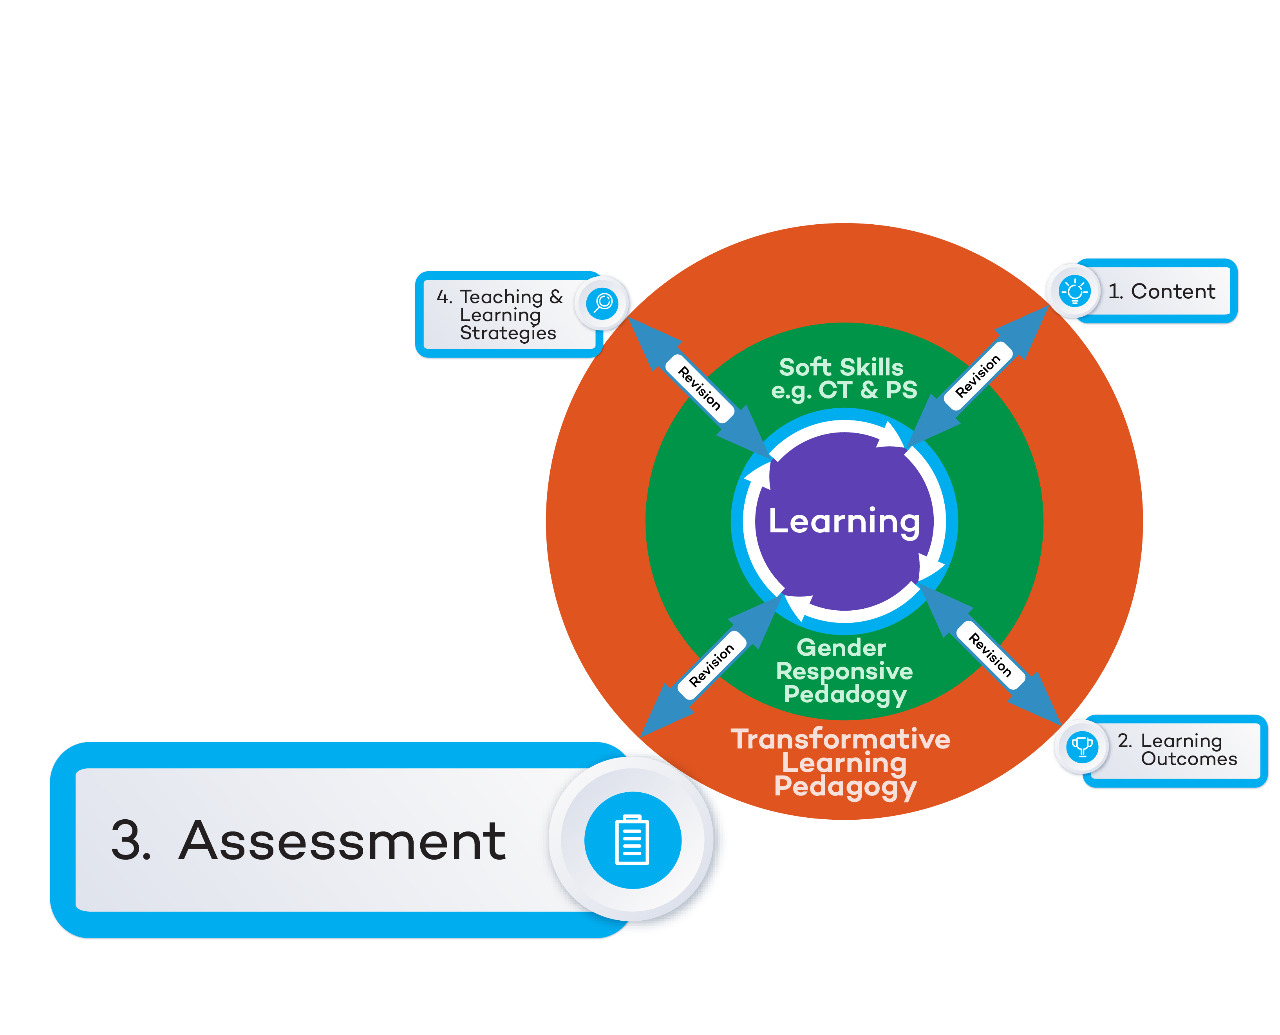 4. Teaching &
Learning
Strategies
1. Content
Revision
Revision
Soft Skills
e.g. CT & PS
Learning
Revision
Revision
Gender
Responsive
Pedadogy
Transformative
Learning
Pedagogy
2. Learning
Outcomes
3. Assessment